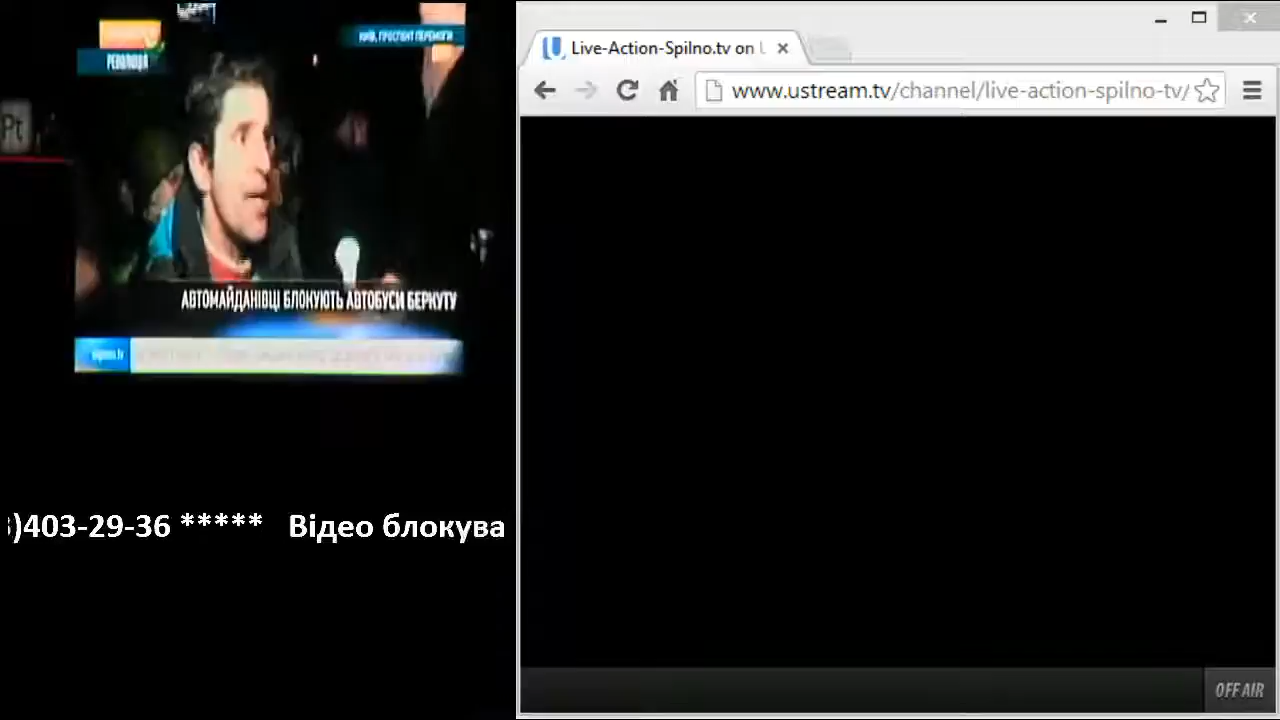 КИЇВ, ПРОСПЕКТ ПЕРЕМОГИ
РЕВОЛЮЦІЯ
Pt
АВТОМАЙДАНІВЦІ БЛОКУЮТЬ АВТОБУСИ БЕРКУТУ
)403-29-36 ***** Відео блокува
Live-Action-Spilno.tv on
www.ustream.tv/channel/live-action-spilno-tv/
OFF AIR